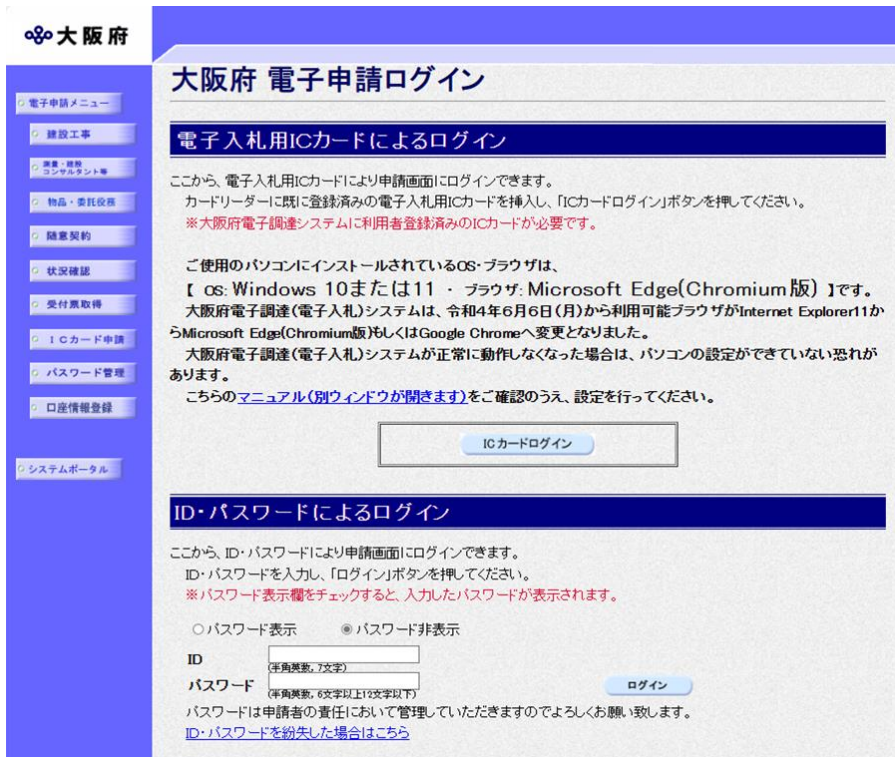 大阪府
電子申請メニュー
建設工事
測量・建設
コンサルタント等
物品・委託役務
随意契約
状況確認
受付票取得
ICカード申請
パスワード管理
口座情報登録
システムポータル
大阪府 電子申請ログイン
電子入札用ICカードによるログイン
ここから、電子入札用ICカードにより申請画面にログインできます。
カードリーダーに既に登録済みの電子入札用ICカードを挿入し、「ICカードログイン」ボタンを押してください。
※大阪府電子調達システムに利用者登録済みのICカードが必要です。
ご使用のパソコンにインストールされているOS・ブラウザは、
【 OS: Windows 10または11 ・ ブラウザ: Microsoft Edge(Chromium版) 】です。
大阪府電子調達(電子入札)システムは、令和4年6月6日(月)から利用可能ブラウザがInternet Explorer11か
らMicrosoft Edge(Chromium版)もしくはGoogle Chromeへ変更となりました。
大阪府電子調達(電子入札)システムが正常に動作しなくなった場合は、パソコンの設定ができていない恐れが
あります。
こちらのマニュアル(別ウィンドウが開きます)をご確認のうえ、設定を行ってください。
ICカードログイン
ID・パスワードによるログイン
ここから、ID・パスワードにより申請画面にログインできます。
ID・パスワードを入力し、「ログイン」ボタンを押してください。
※パスワード表示欄をチェックすると、入力したパスワードが表示されます。
パスワード表示 パスワード非表示
ID
(半角英数, 7文字)
パスワード
(半角英数, 6文字以上12文字以下)
ログイン
パスワードは申請者の責任において管理していただきますのでよろしくお願い致します。
ID・パスワードを紛失した場合はこちら